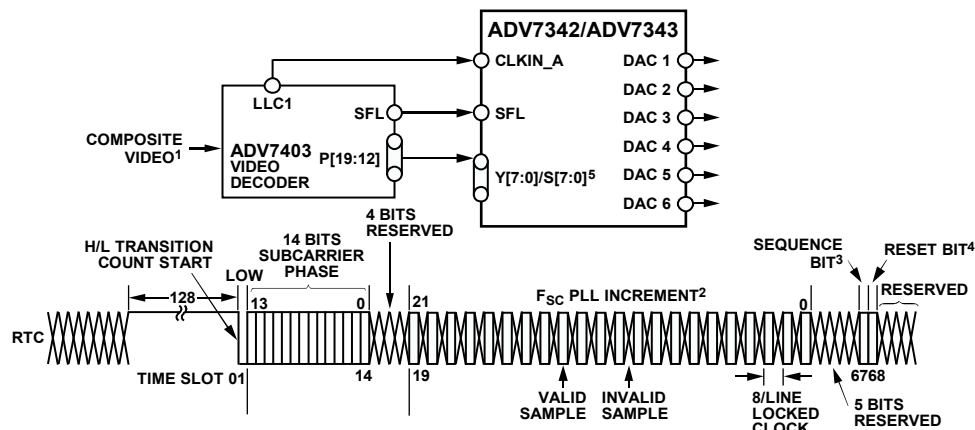 ADV7342/ADV7343
CLKIN_A
DAC 1
LLC1
DAC 2
SFL
SFL
DAC 3
COMPOSITE
VIDEO1
ADV7403
VIDEO
DECODER
P[19:12]
DAC 4
Y[7:0]/S[7:0]5
DAC 5
DAC 6
4 BITS
RESERVED
H/L TRANSITION
COUNT START
14 BITS
SUBCARRIER
PHASE
SEQUENCE
BIT3
RESET BIT4
LOW
RESERVED
128
13
0
21
FSC PLL INCREMENT2
0
RTC
TIME SLOT 01
14
19
6768
VALID
SAMPLE
INVALID
SAMPLE
8/LINE
LOCKED
CLOCK
5 BITS
RESERVED